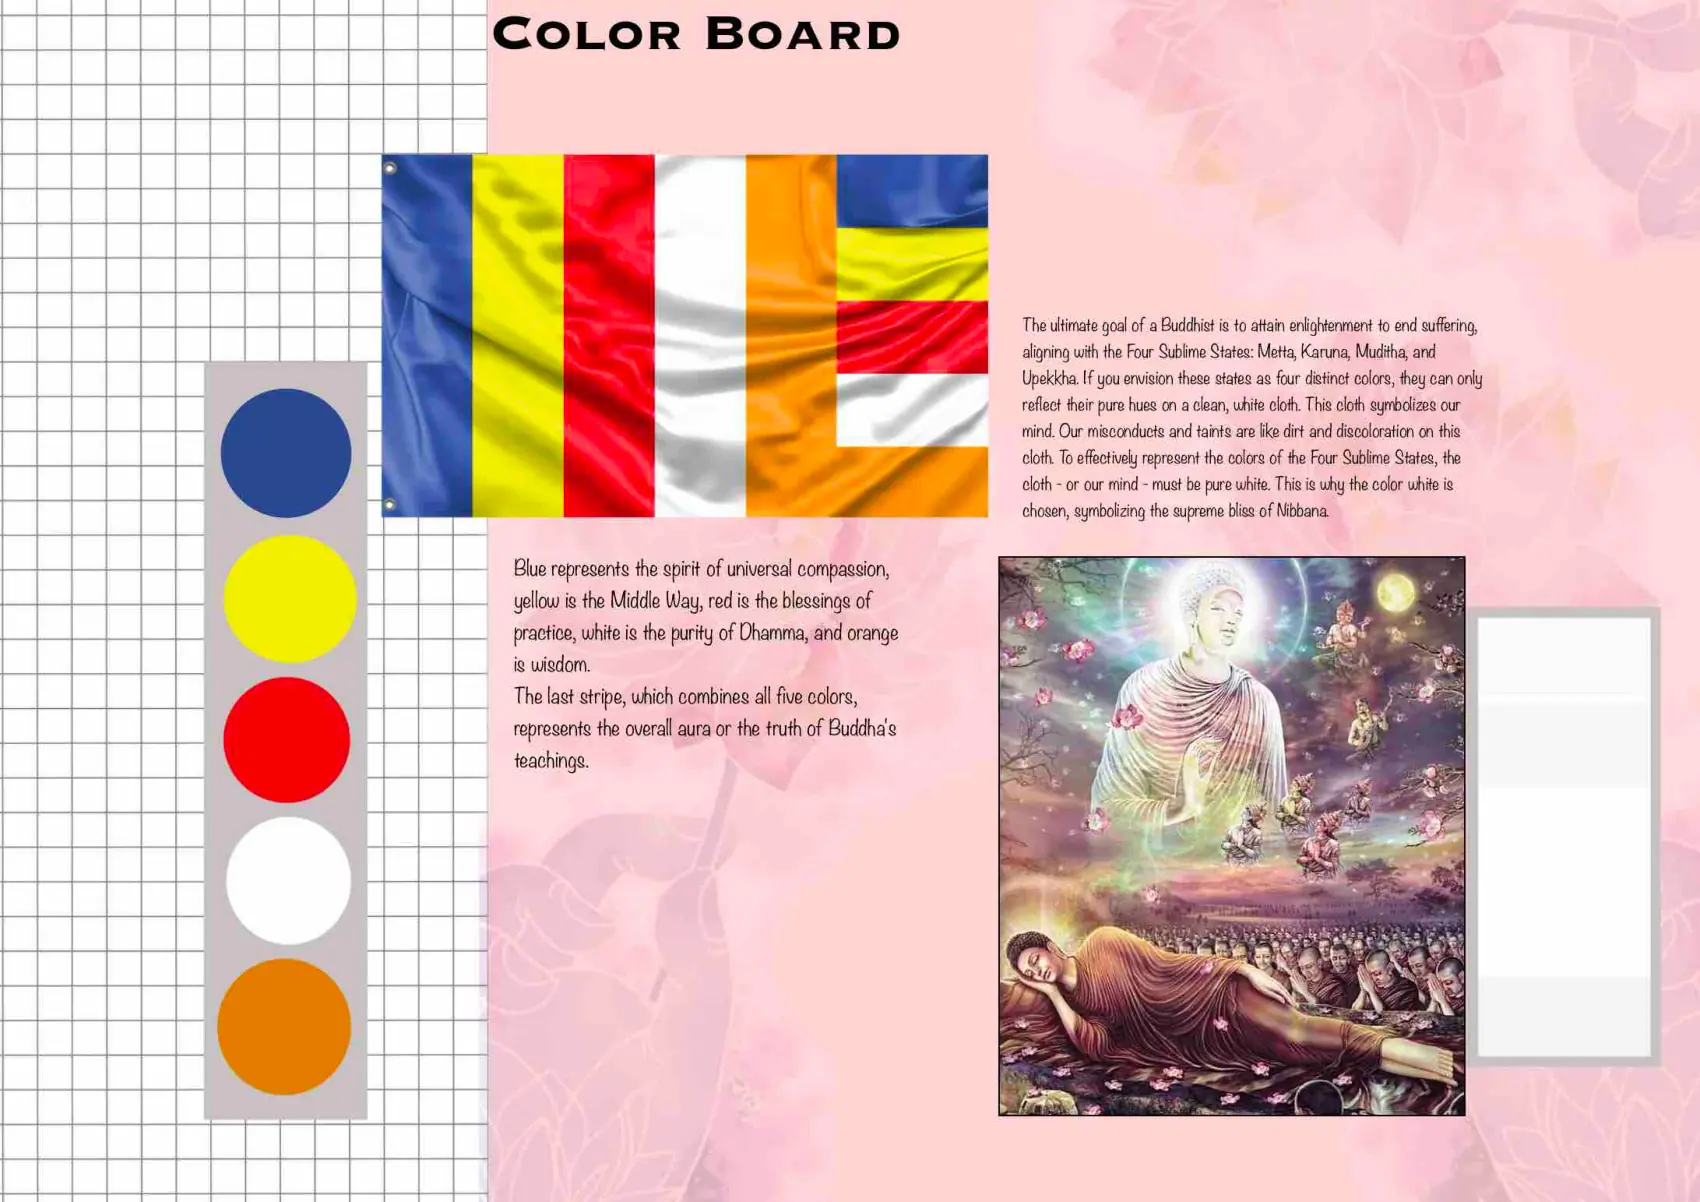 Color Board
The ultimate goal of a Buddhist is to attain enlightenment to end suffering,
aligning with the Four Sublime States: Metta, Karuna, Muditha, and
Upekkha. If you envision these states as four distinct colors, they can only
reflect their pure hues on a clean, white cloth. This cloth symbolizes our
mind. Our misconducts and taints are like dirt and discoloration on this
cloth. To effectively represent the colors of the Four Sublime States, the
cloth - or our mind - must be pure white. This is why the color white is
chosen, symbolizing the supreme bliss of Nibbana.
Blue represents the spirit of universal compassion,
yellow is the Middle Way, red is the blessings of
practice, white is the purity of Dhamma, and orange
is wisdom.
The last stripe, which combines all five colors,
represents the overall aura or the truth of Buddha's
teachings.